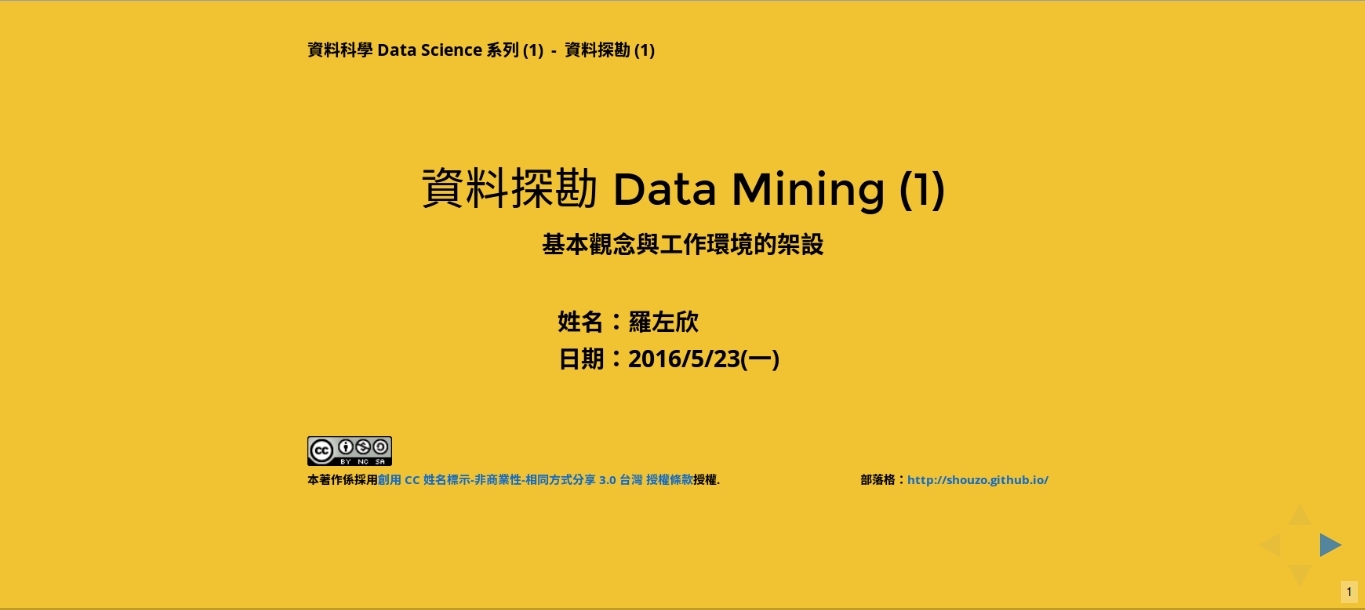 資料科學 Data Science 系列 (1) - 資料探勘 (1)
資料探勘 Data Mining (1)
基本觀念與工作環境的架設
姓名：羅左欣
日期：2016/5/23(一)
cc BY NC SA
本著作係採用創用 CC 姓名標示-非商業性-相同方式分享 3.0 台灣 授權條款授權.
部落格：http://shouzo.github.io/
1